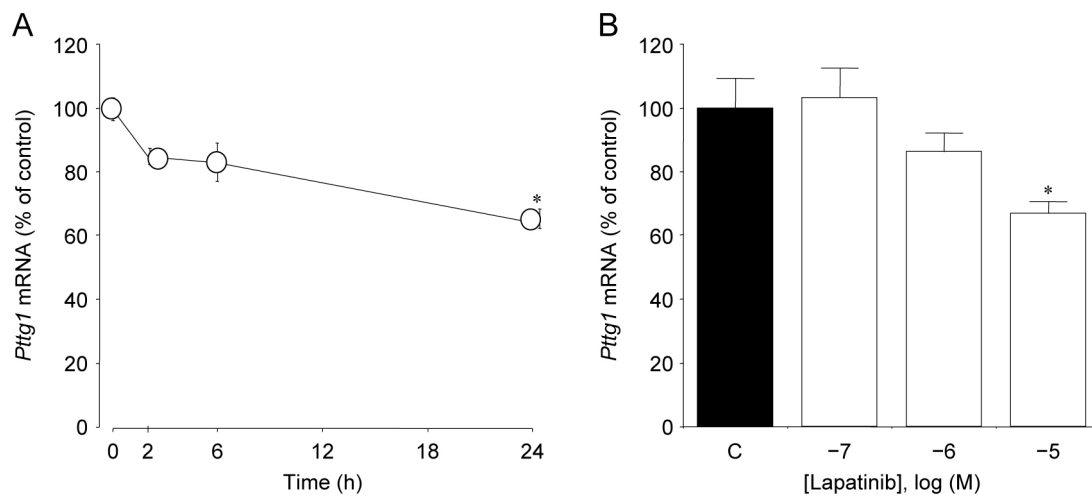 A
Pttg1 mRNA (% of control)
120
100
80
60
40
20
0
*
0 2 6 12 18 24
Time (h)
B
Pttg1 mRNA (% of control)
120
100
80
60
40
20
0
*
C −7 −6 −5
[Lapatinib], log (M)